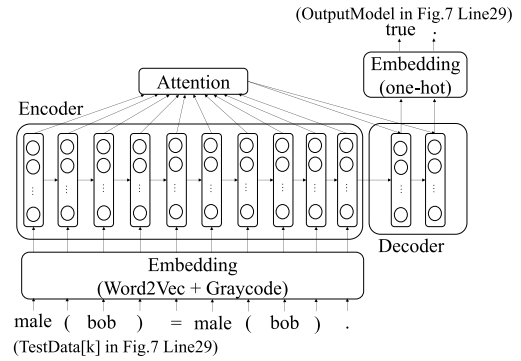 (OutputModel in Fig.7 Line29)
true .
Embedding
(one-hot)
Attention
Encoder
Decoder
Embedding
(Word2Vec + Graycode)
male ( bob ) = male ( bob ) .
(TestData[k] in Fig.7 Line29)